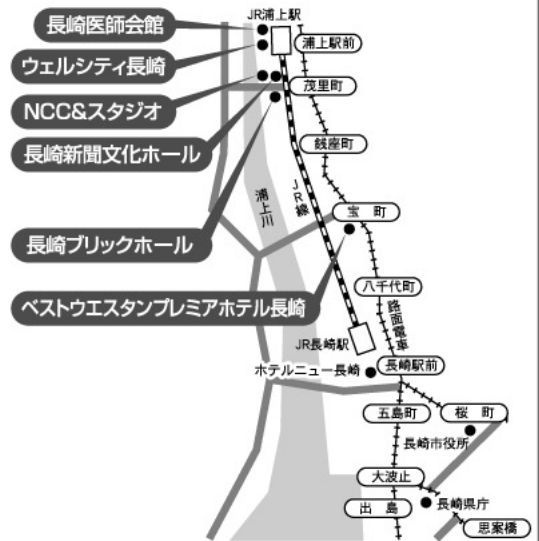 JR浦上駅
長崎医師会館
浦上駅前
ウェルシティ長崎
茂里町
NCC&スタジオ
銭座町
長崎新聞文化ホール
JR線
浦上川
宝 町
長崎ブリックホール
八千代町
ベストウエスタンプレミアホテル長崎
路面電車
JR長崎駅
長崎駅前
ホテルニュー長崎
五島町
桜 町
長崎市役所
大波止
長崎県庁
出 島
思案橋